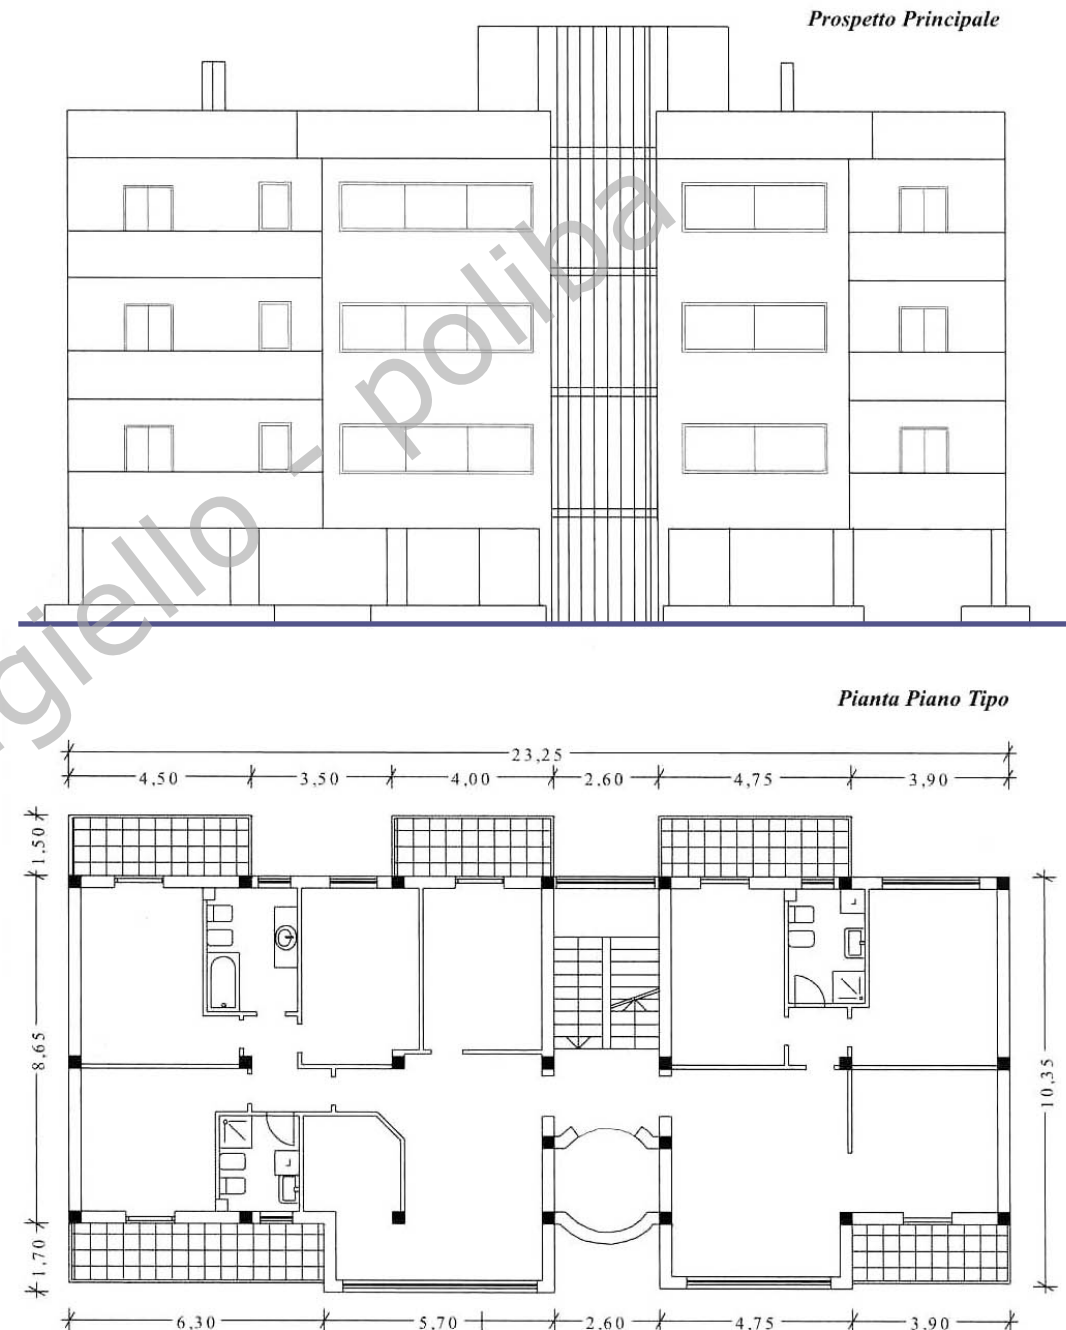 Prospetto Principale
giello - poliba
Pianta Piano Tipo
23,25
4,50 3,50 4,00 2,60 4,75 3,90
1,50
8,65
10,35
1,70
6,30 5,70 2,60 4,75 3,90